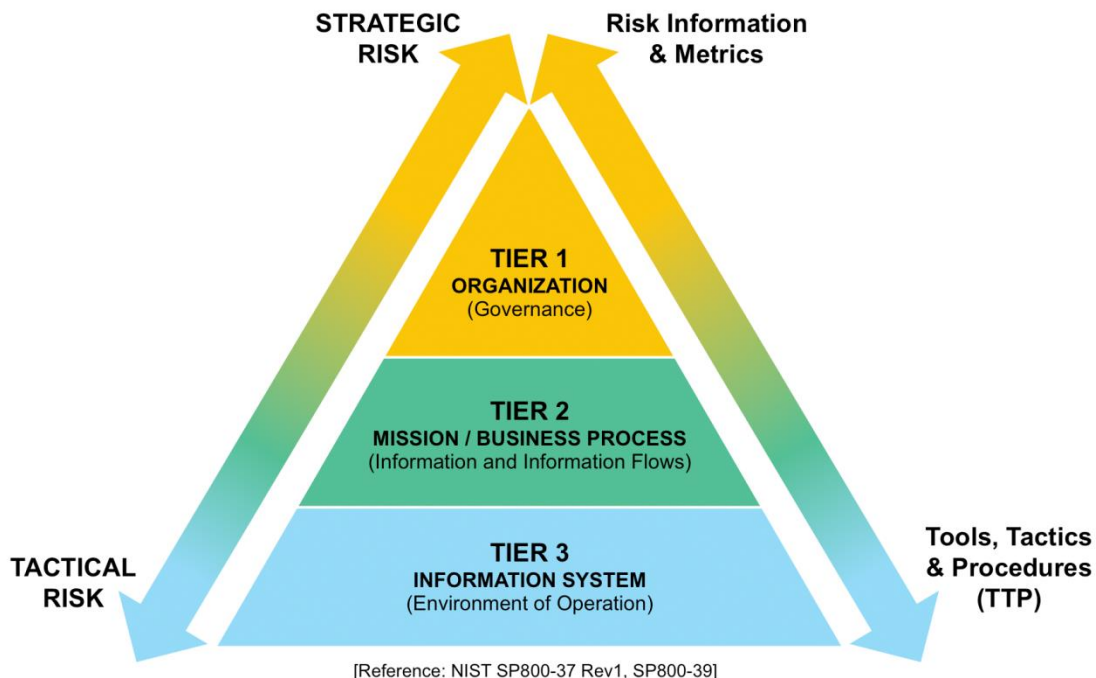 STRATEGIC
RISK
Risk Information
& Metrics
TIER 1
ORGANIZATION
(Governance)
TIER 2
MISSION / BUSINESS PROCESS
(Information and Information Flows)
TIER 3
INFORMATION SYSTEM
(Environment of Operation)
TACTICAL
RISK
Tools, Tactics
& Procedures
(TTP)
[Reference: NIST SP800-37 Rev1, SP800-39]